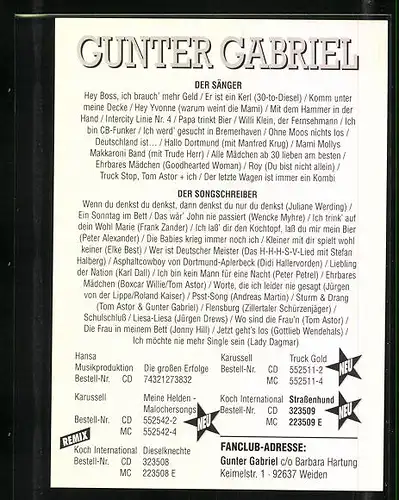 GUNTER GABRIEL
DER SÄNGER
Hey Boss, ich brauch' mehr Geld / Er ist ein Kerl (30-to-Diesel) / Komm unter
meine Decke / Hey Yvonne (warum weint die Mami) / Mit dem Hammer in der
Hand / Intercity Linie Nr. 4 / Papa trinkt Bier / Willi Klein, der Fernsehmann / Ich
bin CB-Funker / Ich werd' gesucht in Bremerhaven / Ohne Moos nichts los /
Deutschland ist... / Hallo Dortmund (mit Manfred Krug) / Mami Mollys
Makkaroni Band (mit Trude Herr) / Alle Mädchen ab 30 lieben am besten /
Ehrbares Mädchen (Goodhearted Woman) / Roy (Du bist nicht allein) /
Truck Stop, Tom Astor + ich / Der letzte Wagen ist immer ein Kombi
DER SONGSCHREIBER
Wenn du denkst du denkst, dann denkst du nur du denkst (Juliane Werding) /
Ein Sonntag im Bett / Das wär' John nie passiert (Wencke Myhre) / Ich trink' auf
dein Wohl Marie (Frank Zander) / Ich laß' dir den Kochtopf, laß du mir mein Bier
(Peter Alexander) / Die Babies krieg immer noch ich / Kleiner mit dir spielt wohl
keiner (Elke Best) / Wer ist Deutscher Meister (Das H-H-H-S-V-Lied mit Stefan
Halberg) / Asphaltcowboy von Dortmund-Aplerbeck (Didi Hallervorden) / Liebling
der Nation (Karl Dall) / Ich bin kein Mann für eine Nacht (Peter Petrel) / Ehrbares
Mädchen (Boxcar Willie/Tom Astor) / Worte, die ich leider nie gesagt (Jürgen
von der Lippe/Roland Kaiser) / Psst-Song (Andreas Martin) / Sturm & Drang
(Tom Astor & Gunter Gabriel) / Flensburg (Zillertaler Schürzenjäger) /
Schulschluß / Liesa-Liesa (Jürgen Drews) / Wo sind die Frau'n (Tom Astor) /
Die Frau in meinem Bett (Jonny Hill) / Jetzt geht's los (Gottlieb Wendehals) /
Ich möchte nie mehr Single sein (Lady Dagmar)
Hansa
Musikproduktion Die großen Erfolge
Bestell-Nr. CD 74321273832
Karussell Meine Helden -
Malochersongs
Bestell-Nr. CD 552542-2
MC 552542-4
NEU
REMIX
Koch International Dieselknechte
Bestell-Nr. CD 323508
MC 223508 E
Karussell Truck Gold
Bestell-Nr. CD 552511-2
MC 552511-4
NEU
Koch International Straßenhund
Bestell-Nr. CD 323509
MC 223509 E
NEU
FANCLUB-ADRESSE:
Gunter Gabriel c/o Barbara Hartung
Keimelstr. 1 - 92637 Weiden